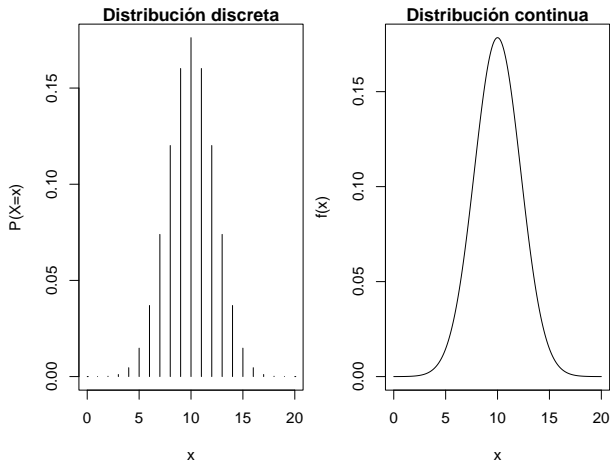 Distribución discreta
P(X=x)
0.15
0.10
0.05
0.00
0 5 10 15 20
x
Distribución continua
f(x)
0.15
0.10
0.05
0.00
0 5 10 15 20
x